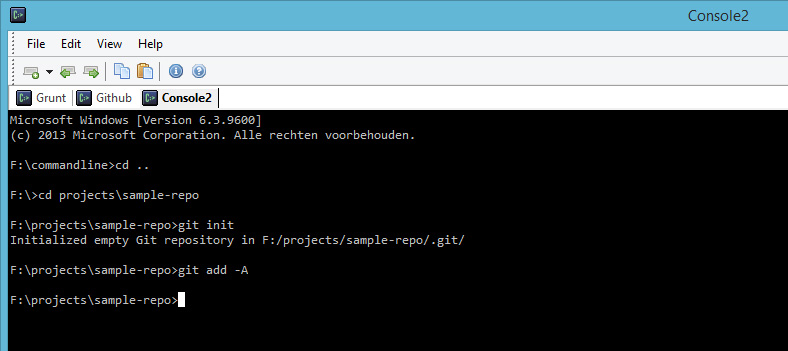 Console2
File Edit View Help
Grunt Github Console2
Microsoft Windows [Version 6.3.9600]
(c) 2013 Microsoft Corporation. Alle rechten voorbehouden.
F:\commandline>cd ..
F:\>cd projects\sample-repo
F:\projects\sample-repo>git init
Initialized empty Git repository in F:/projects/sample-repo/.git/
F:\projects\sample-repo>git add -A
F:\projects\sample-repo>